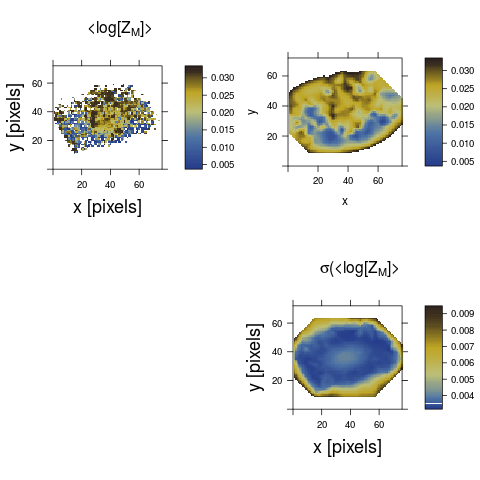 <log[Z_M]>
60
40
20
20 40 60
x [pixels]
y [pixels]
0.030
0.025
0.020
0.015
0.010
0.005
60
40
20
20 40 60
x
y
0.030
0.025
0.020
0.015
0.010
0.005
σ(<log[Z_M]>
60
40
20
20 40 60
x [pixels]
y [pixels]
0.009
0.008
0.007
0.006
0.005
0.004